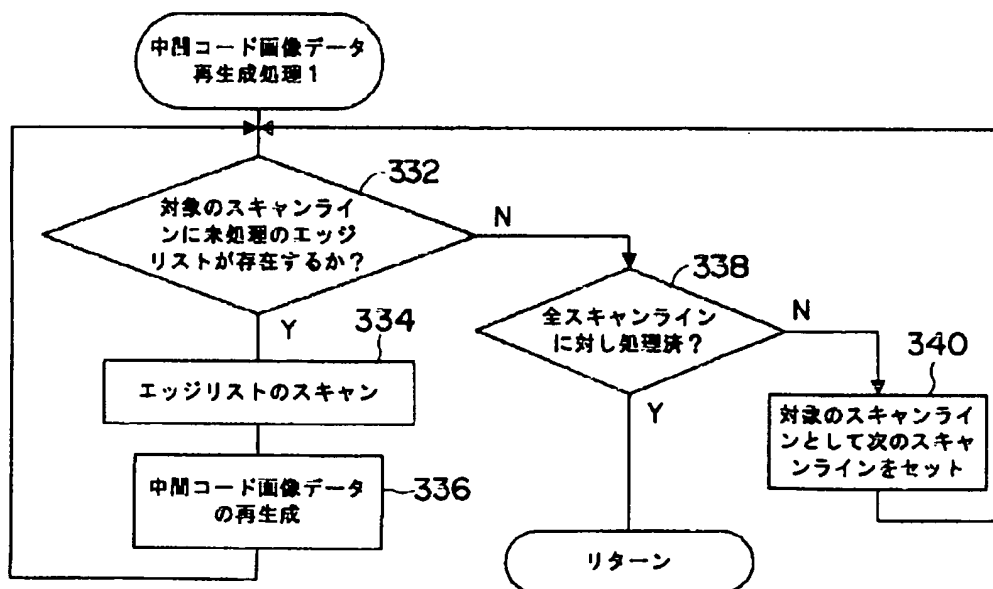 中間コード画像データ
再生成処理1
332
対象のスキャンライ
ンに未処理のエッジ
リストが存在するか?
N
Y
334
エッジリストのスキャン
中間コード画像データ
の再生成
336
338
全スキャンライン
に対し処理済?
N
Y
340
対象のスキャンライ
ンとして次のスキャ
ンラインをセット
リターン